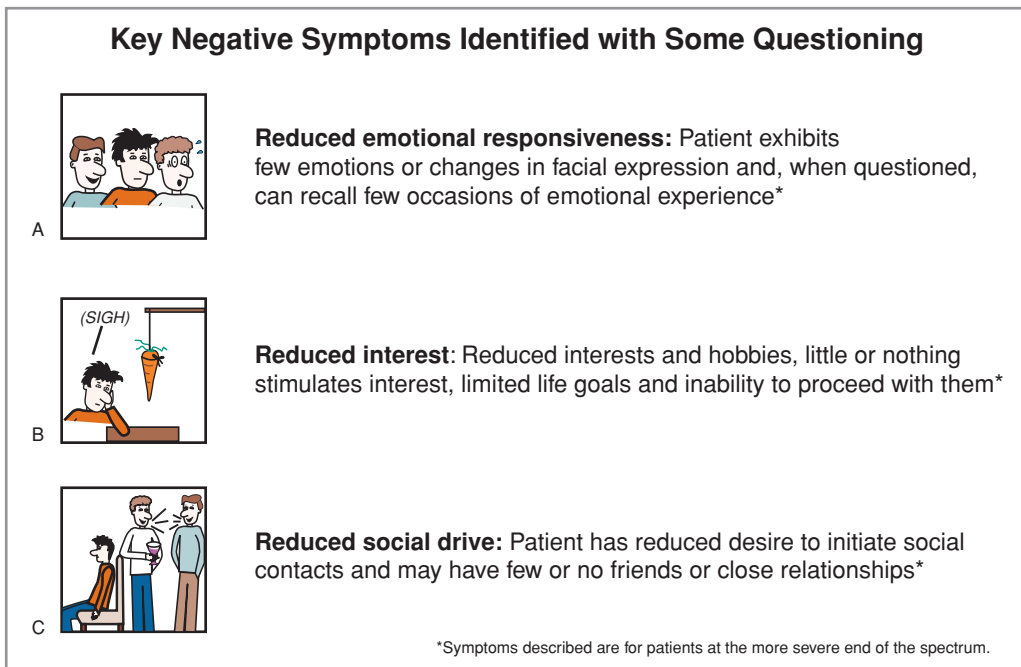 Key Negative Symptoms Identified with Some Questioning
A
Reduced emotional responsiveness: Patient exhibits
few emotions or changes in facial expression and, when questioned,
can recall few occasions of emotional experience*
(SIGH)
B
Reduced interest: Reduced interests and hobbies, little or nothing
stimulates interest, limited life goals and inability to proceed with them*
C
Reduced social drive: Patient has reduced desire to initiate social
contacts and may have few or no friends or close relationships*
*Symptoms described are for patients at the more severe end of the spectrum.